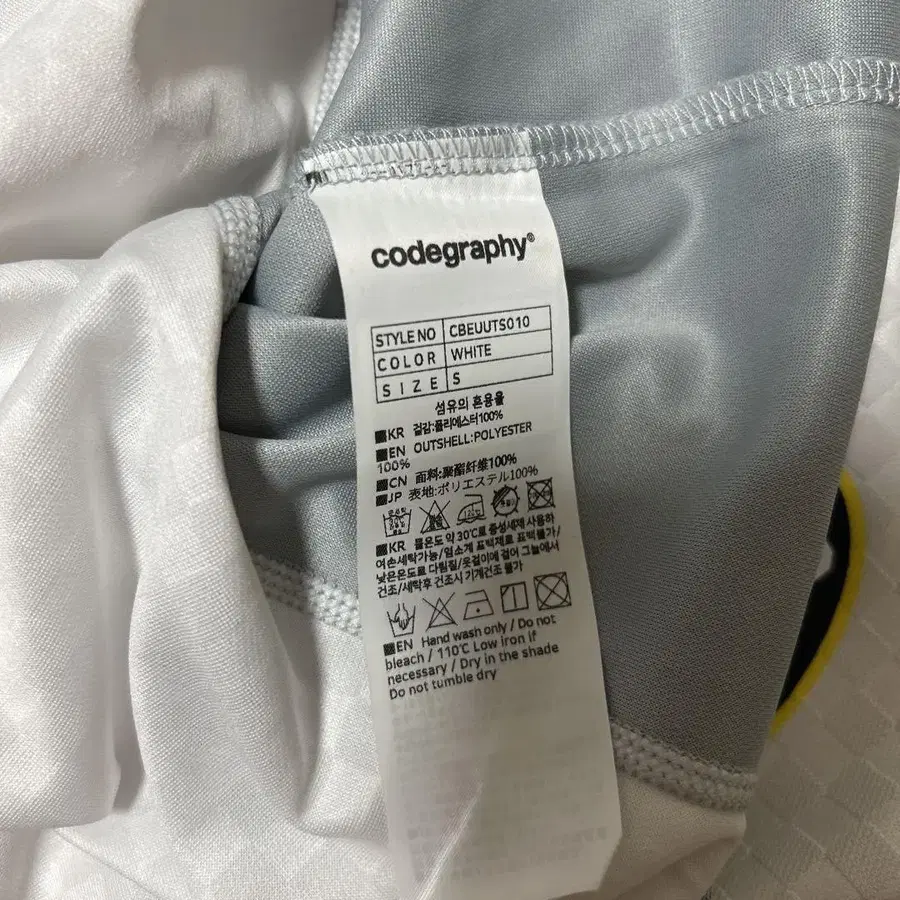 codegraphy®
STYLE NO CBEUUTS010
COLOR WHITE
SIZE S
섬유의 혼용율
KR 겉감:폴리에스터100%
EN OUTSHELL:POLYESTER
100%
CN 面料:聚酯纤维100%
JP 表地:ポリエステル100%
KR 물온도 약 30℃로 중성세제 사용하
여손세탁가능/염소계 표백제로 표백불가/
낮은온도로 다림질/옷걸이에 걸어 그늘에서
건조/세탁후 건조시 기계건조 불가
EN Hand wash only / Do not
bleach / 110℃ Low iron if
necessary / Dry in the shade
Do not tumble dry